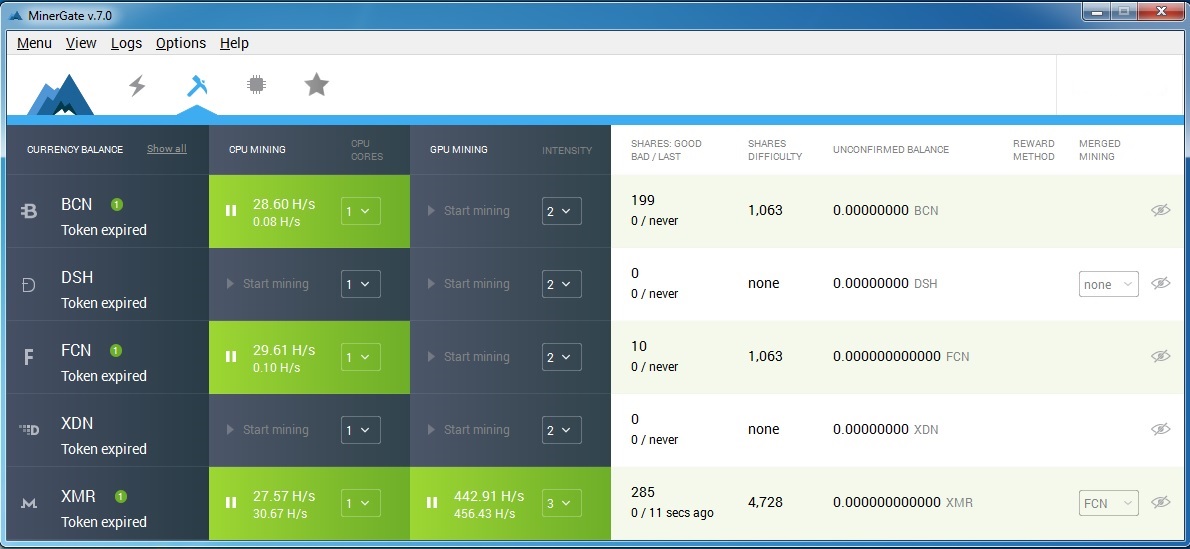 MinerGate v.7.0
Menu View Logs Options Help
CURRENCY BALANCE Show all CPU MINING CPU CORES GPU MINING INTENSITY SHARES: GOOD BAD / LAST SHARES DIFFICULTY UNCONFIRMED BALANCE REWARD METHOD MERGED MINING
BCN 1 28.60 H/s 1 Start mining 2 199 1,063 0.00000000 BCN
Token expired 0.08 H/s 0 / never
DSH Start mining 1 Start mining 2 0 none 0.00000000 DSH none
Token expired 0 / never
FCN 1 29.61 H/s 1 Start mining 2 10 1,063 0.000000000000 FCN
Token expired 0.10 H/s 0 / never
XDN Start mining 1 Start mining 2 0 none 0.00000000 XDN
Token expired 0 / never
XMR 1 27.57 H/s 1 442.91 H/s 3 285 4,728 0.000000000000 XMR FCN
Token expired 30.67 H/s 456.43 H/s 0 / 11 secs ago